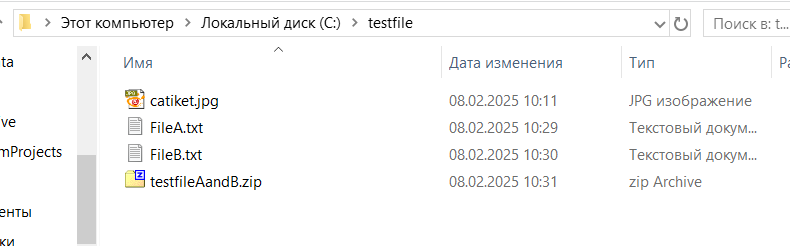 Этот компьютер > Локальный диск (C:) > testfile
Поиск в: t...
Имя Дата изменения Тип Ра
ta
catiket.jpg 08.02.2025 10:11 JPG изображение
ve FileA.txt 08.02.2025 10:29 Текстовый докум...
mProjects FileB.txt 08.02.2025 10:30 Текстовый докум...
testfileAandB.zip 08.02.2025 10:31 zip Archive
енты
ки